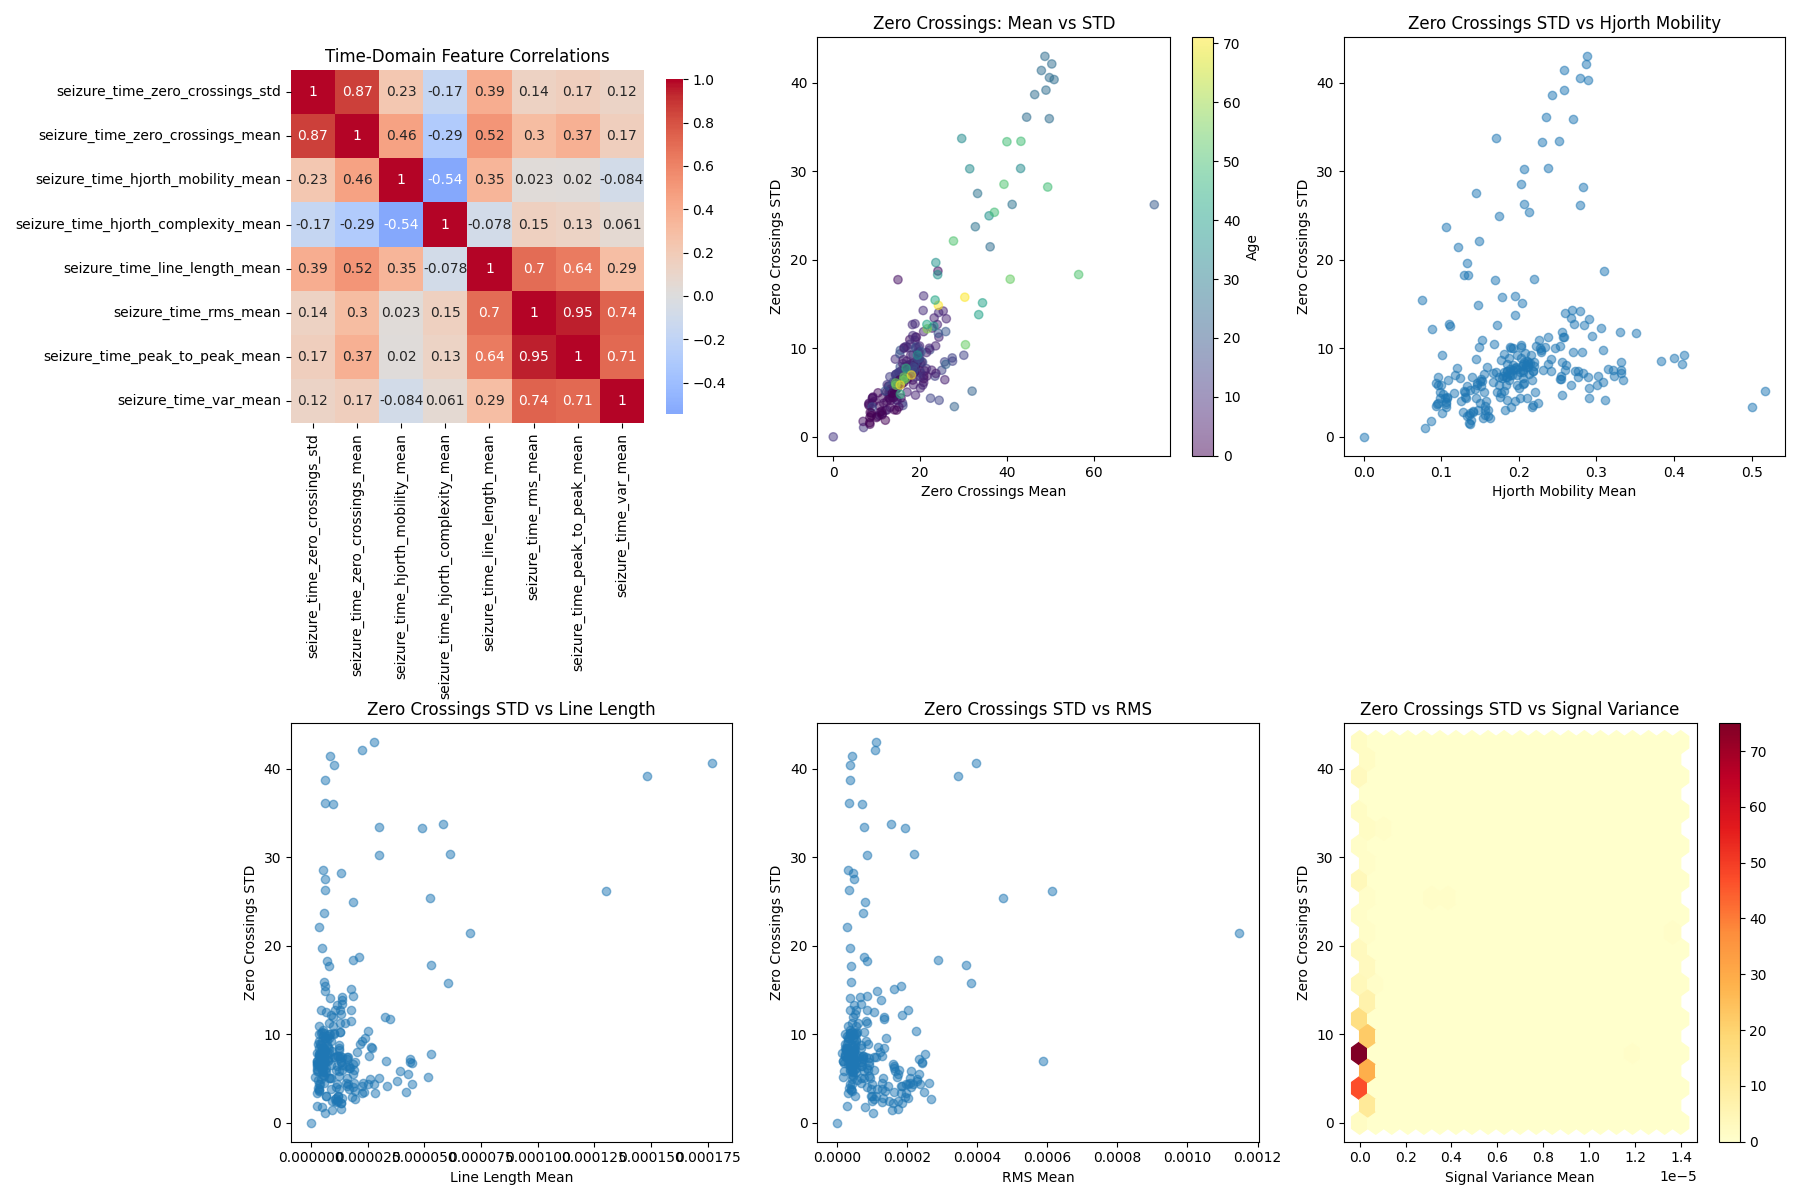 Time-Domain Feature Correlations
seizure_time_zero_crossings_std
seizure_time_zero_crossings_mean
seizure_time_hjorth_mobility_mean
seizure_time_hjorth_complexity_mean
seizure_time_line_length_mean
seizure_time_rms_mean
seizure_time_peak_to_peak_mean
seizure_time_var_mean
1 0.87 0.23 -0.17 0.39 0.14 0.17 0.12
0.87 1 0.46 -0.29 0.52 0.3 0.37 0.17
0.23 0.46 1 -0.54 0.35 0.023 0.02 -0.084
-0.17 -0.29 -0.54 1 -0.078 0.15 0.13 0.061
0.39 0.52 0.35 -0.078 1 0.7 0.64 0.29
0.14 0.3 0.023 0.15 0.7 1 0.95 0.74
0.17 0.37 0.02 0.13 0.64 0.95 1 0.71
0.12 0.17 -0.084 0.061 0.29 0.74 0.71 1
seizure_time_zero_crossings_std
seizure_time_zero_crossings_mean
seizure_time_hjorth_mobility_mean
seizure_time_hjorth_complexity_mean
seizure_time_line_length_mean
seizure_time_rms_mean
seizure_time_peak_to_peak_mean
seizure_time_var_mean
1.0
0.8
0.6
0.4
0.2
0.0
−0.2
−0.4
Zero Crossings: Mean vs STD
Zero Crossings STD
40
30
20
10
0
0 20 40 60
Zero Crossings Mean
70
60
50
40
30
20
10
0
Age
Zero Crossings STD vs Hjorth Mobility
Zero Crossings STD
40
30
20
10
0
0.0 0.1 0.2 0.3 0.4 0.5
Hjorth Mobility Mean
Zero Crossings STD vs Line Length
Zero Crossings STD
40
30
20
10
0
0.000000 0.000025 0.000050 0.000075 0.000100 0.000125 0.000150 0.000175
Line Length Mean
Zero Crossings STD vs RMS
Zero Crossings STD
40
30
20
10
0
0.0000 0.0002 0.0004 0.0006 0.0008 0.0010 0.0012
RMS Mean
Zero Crossings STD vs Signal Variance
Zero Crossings STD
40
30
20
10
0
0.0 0.2 0.4 0.6 0.8 1.0 1.2 1.4
1e−5
Signal Variance Mean
70
60
50
40
30
20
10
0